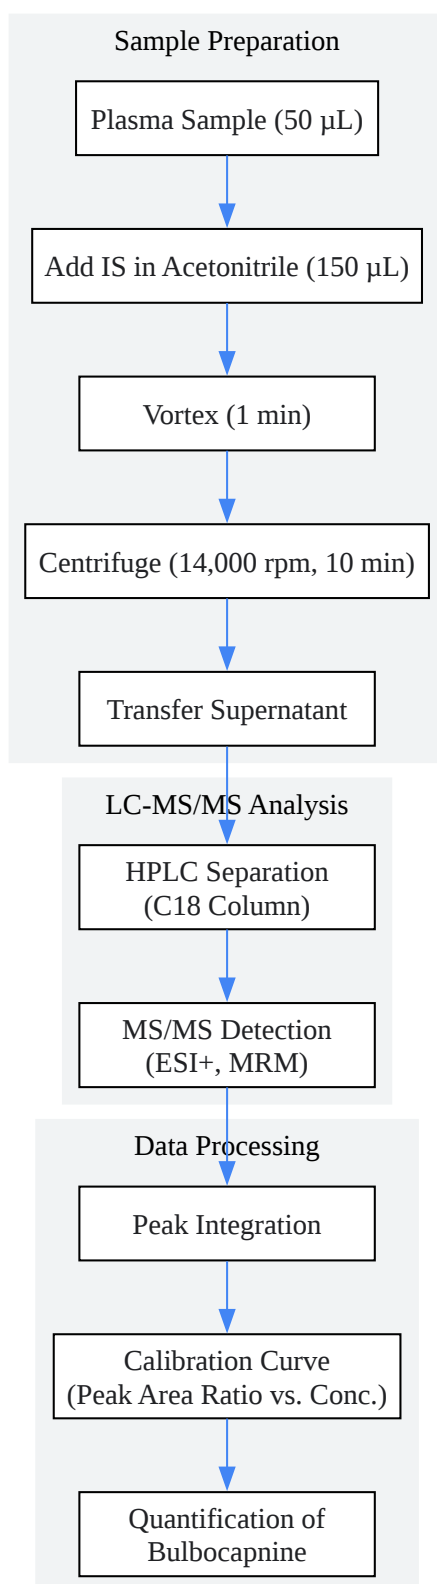 Sample Preparation
Plasma Sample (50 µL)
Add IS in Acetonitrile (150 µL)
Vortex (1 min)
Centrifuge (14,000 rpm, 10 min)
Transfer Supernatant
LC-MS/MS Analysis
HPLC Separation
(C18 Column)
MS/MS Detection
(ESI+, MRM)
Data Processing
Peak Integration
Calibration Curve
(Peak Area Ratio vs. Conc.)
Quantification of
Bulbocapnine